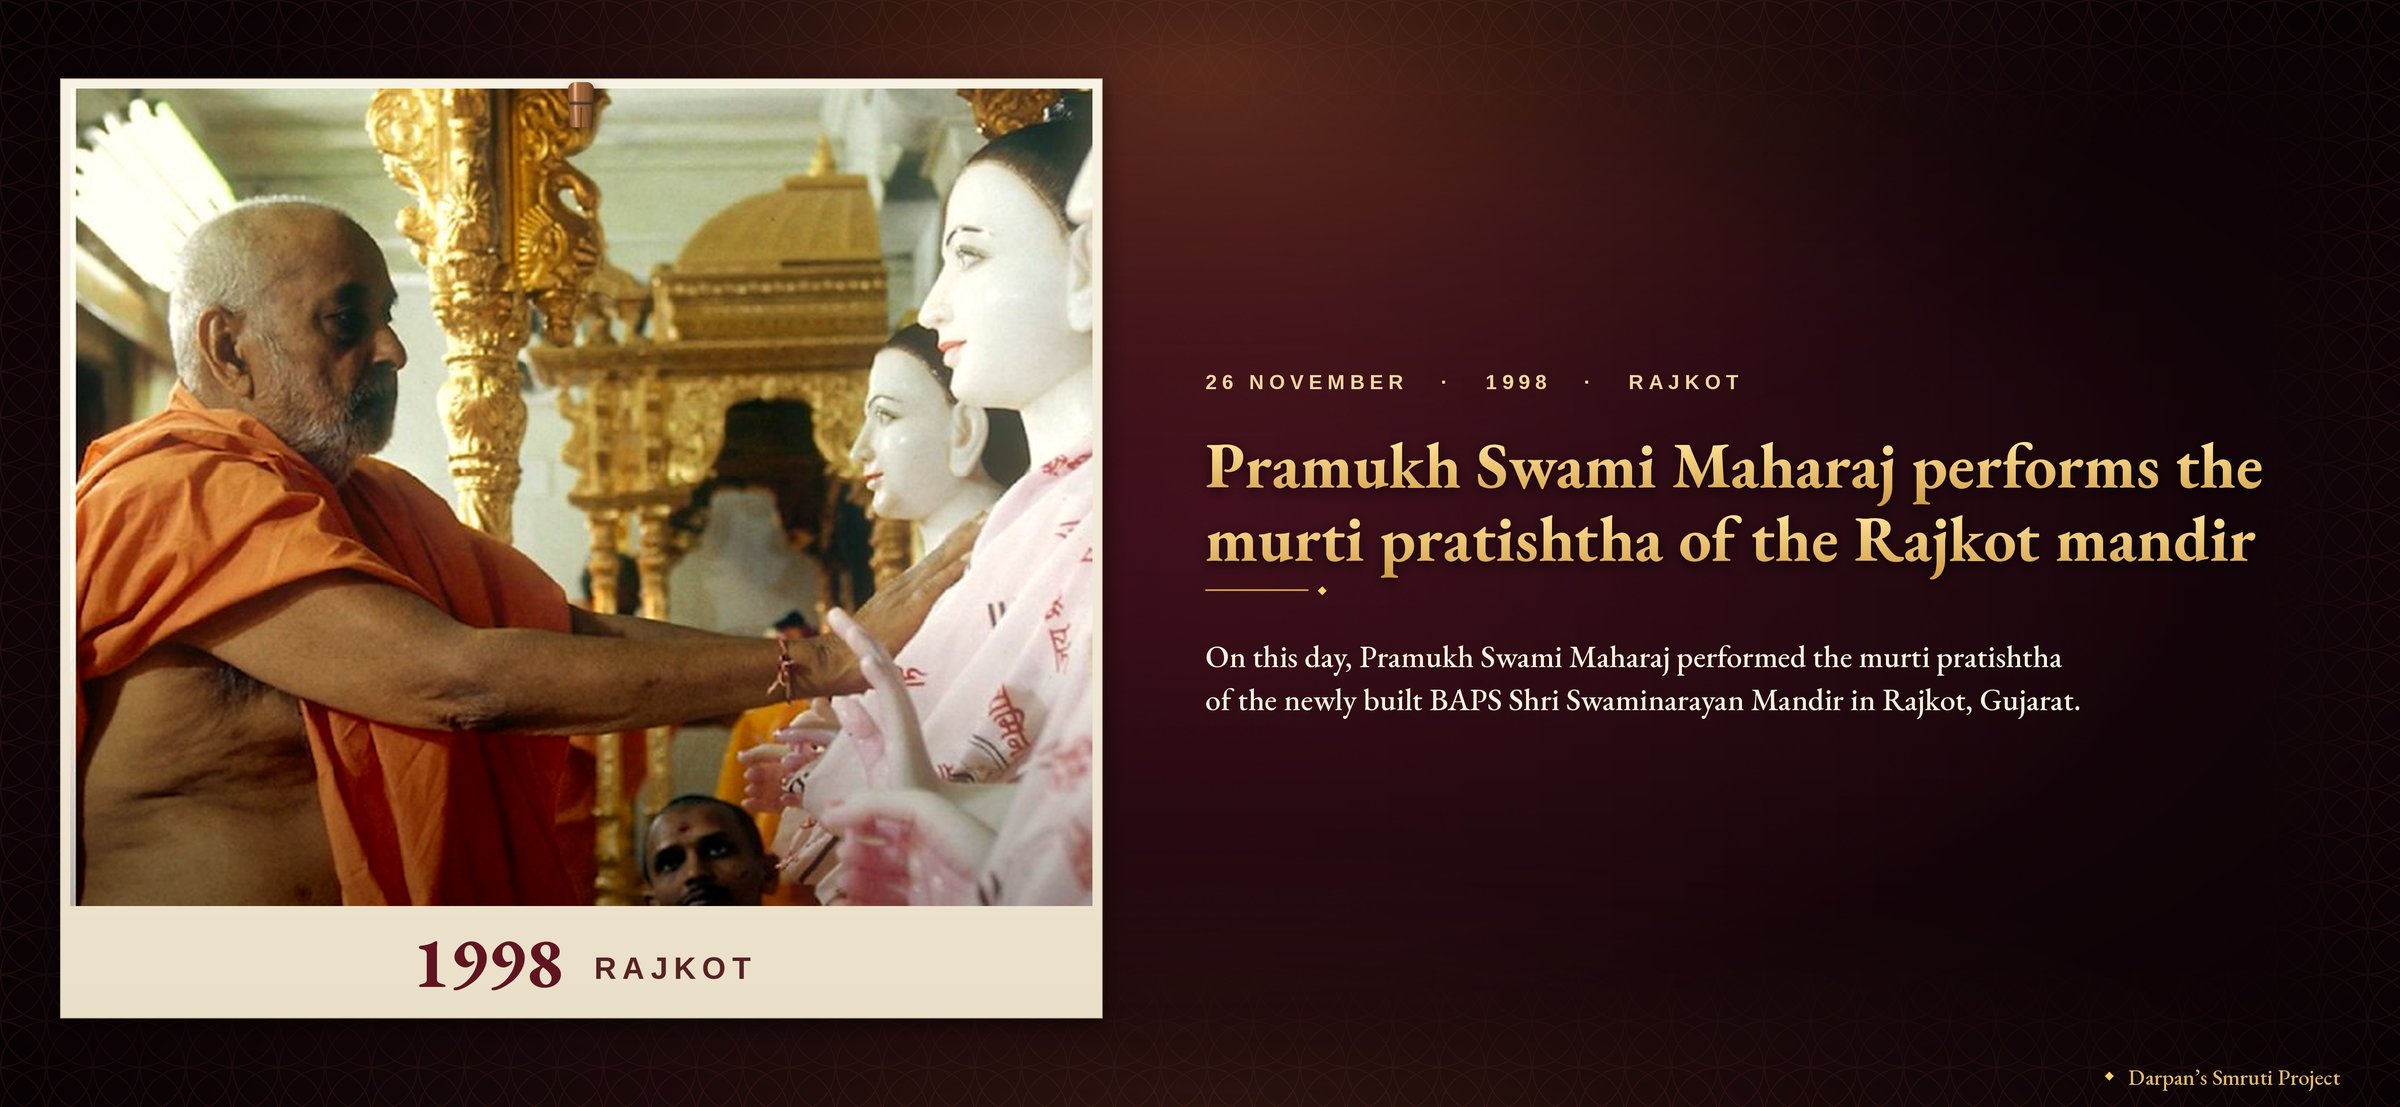 1998 RAJKOT
26 NOVEMBER · 1998 · RAJKOT
Pramukh Swami Maharaj performs the
murti pratishtha of the Rajkot mandir
On this day, Pramukh Swami Maharaj performed the murti pratishtha
of the newly built BAPS Shri Swaminarayan Mandir in Rajkot, Gujarat.
Darpan’s Smruti Project